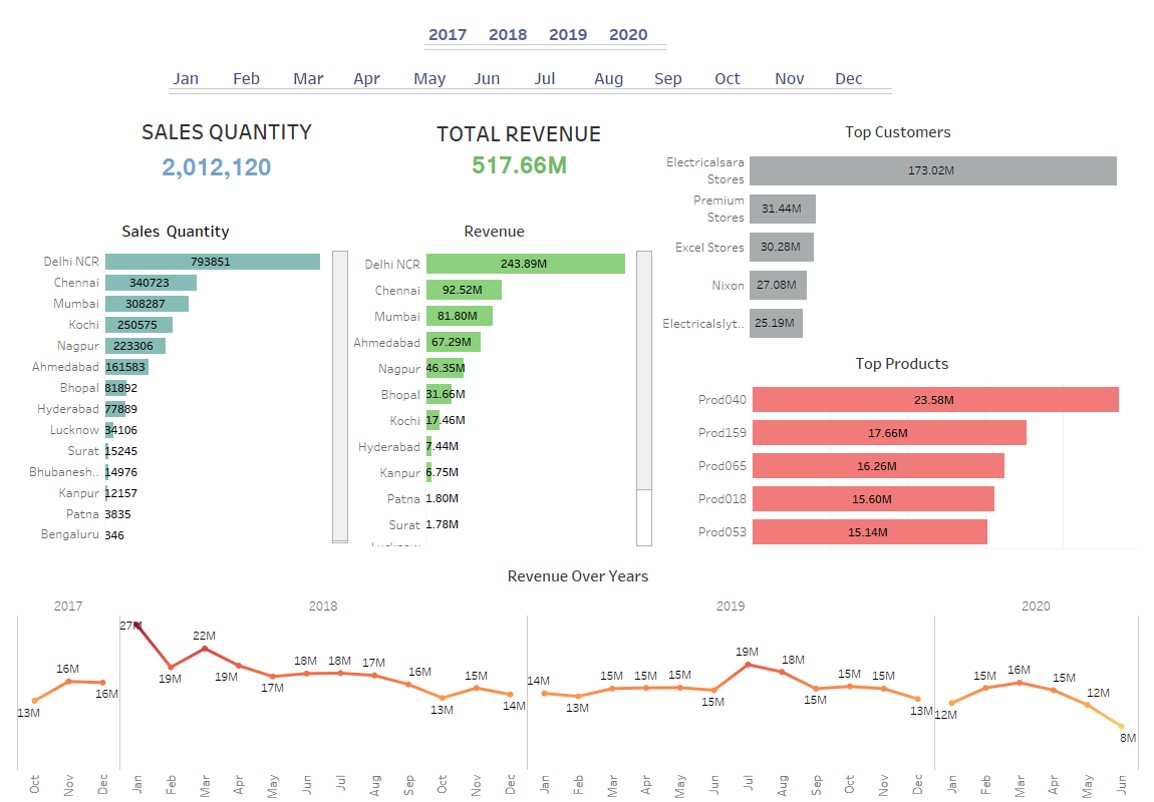 2017 2018 2019 2020
Jan Feb Mar Apr May Jun Jul Aug Sep Oct Nov Dec
SALES QUANTITY
2,012,120
TOTAL REVENUE
517.66M
Sales Quantity
Delhi NCR 793851
Chennai 340723
Mumbai 308287
Kochi 250575
Nagpur 223306
Ahmedabad 161583
Bhopal 81892
Hyderabad 77889
Lucknow 34106
Surat 15245
Bhubanesh.. 14976
Kanpur 12157
Patna 3835
Bengaluru 346
Revenue
Delhi NCR 243.89M
Chennai 92.52M
Mumbai 81.80M
Ahmedabad 67.29M
Nagpur 46.35M
Bhopal 31.66M
Kochi 17.46M
Hyderabad 7.44M
Kanpur 6.75M
Patna 1.80M
Surat 1.78M
Top Customers
Electricalsara
Stores 173.02M
Premium
Stores 31.44M
Excel Stores 30.28M
Nixon 27.08M
Electricalslyt.. 25.19M
Top Products
Prod040 23.58M
Prod159 17.66M
Prod065 16.26M
Prod018 15.60M
Prod053 15.14M
Revenue Over Years
2017 2018 2019 2020
13M 16M 16M 27M 19M 22M 19M 17M 18M 18M 17M 16M 13M 15M 14M 14M 13M 15M 15M 15M 15M 19M 18M 15M 15M 15M 13M 12M 15M 16M 15M 12M 8M
Oct Nov Dec Jan Feb Mar Apr May Jun Jul Aug Sep Oct Nov Dec Jan Feb Mar Apr May Jun Jul Aug Sep Oct Nov Dec Jan Feb Mar Apr May Jun